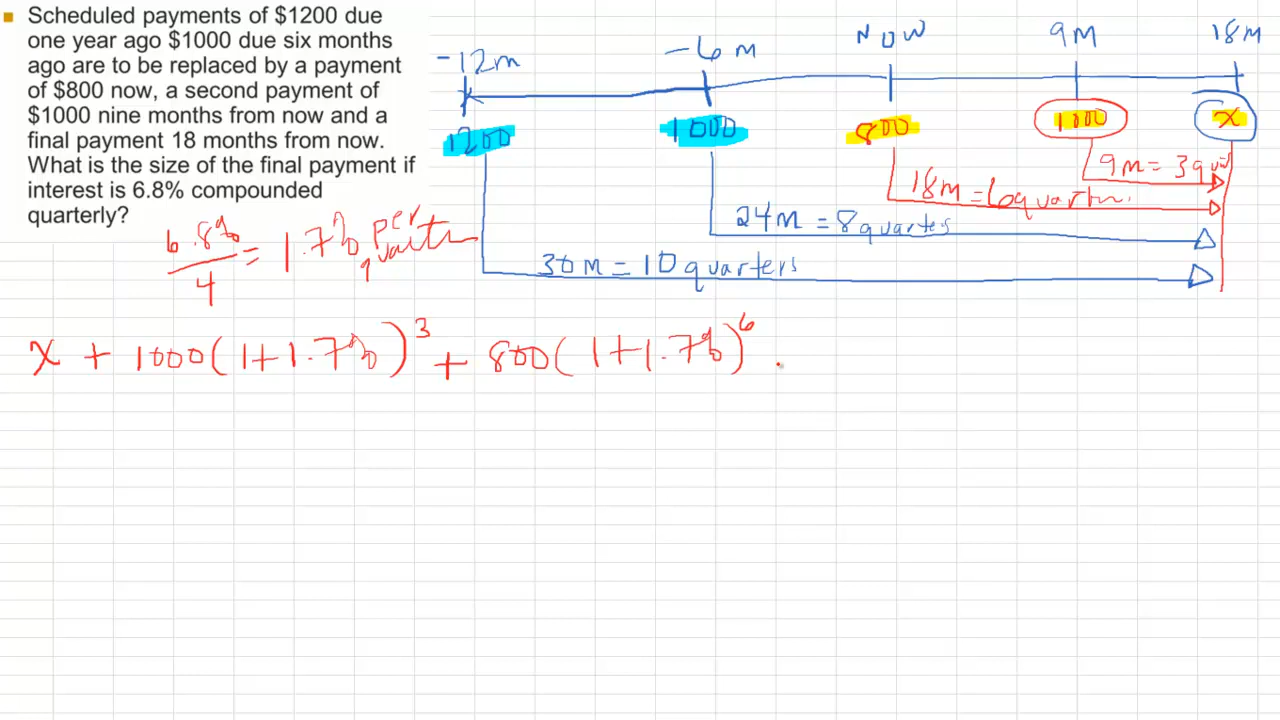 Scheduled payments of $1200 due
one year ago $1000 due six months
ago are to be replaced by a payment
of $800 now, a second payment of
$1000 nine months from now and a
final payment 18 months from now.
What is the size of the final payment if
interest is 6.8% compounded
quarterly?
-12m -6m NOW 9M 18M
1200 1000 800 1000 x
9M = 3
18M = 6
24M = 8 quartes
30M = 10 quarters
6.8% / 4 = 1.7% per
x + 1000(1+1.7%)^3 + 800(1+1.7%)^6